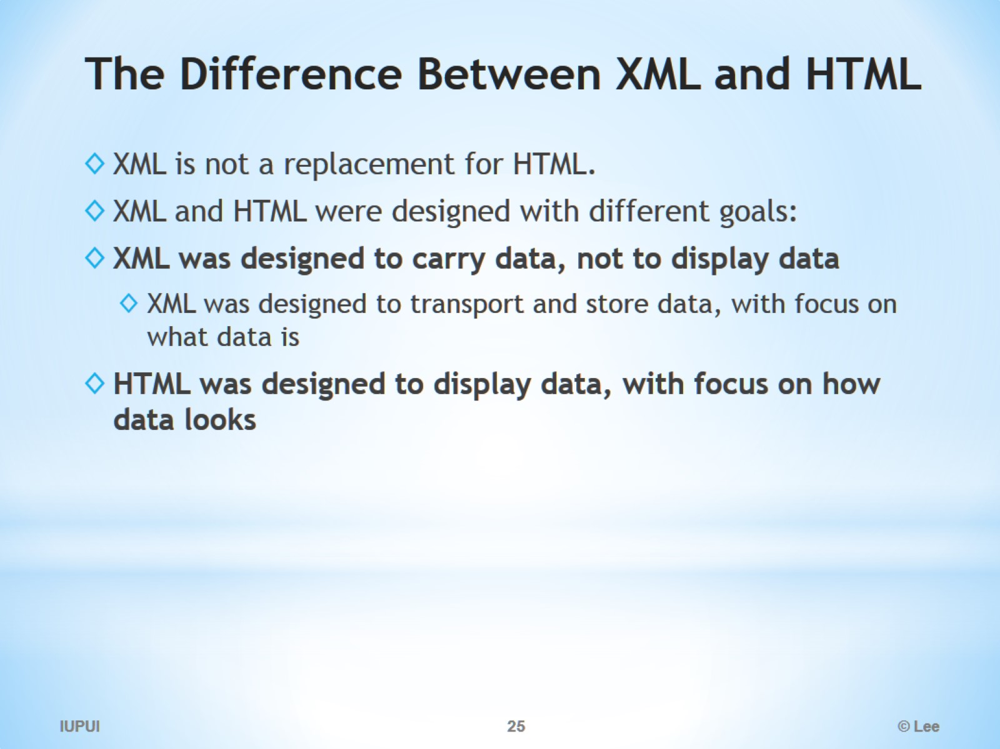 The Difference Between XML and HTML
XML is not a replacement for HTML.
XML and HTML were designed with different goals:
XML was designed to carry data, not to display data
XML was designed to transport and store data, with focus on
what data is
HTML was designed to display data, with focus on how
data looks
IUPUI
25
© Lee